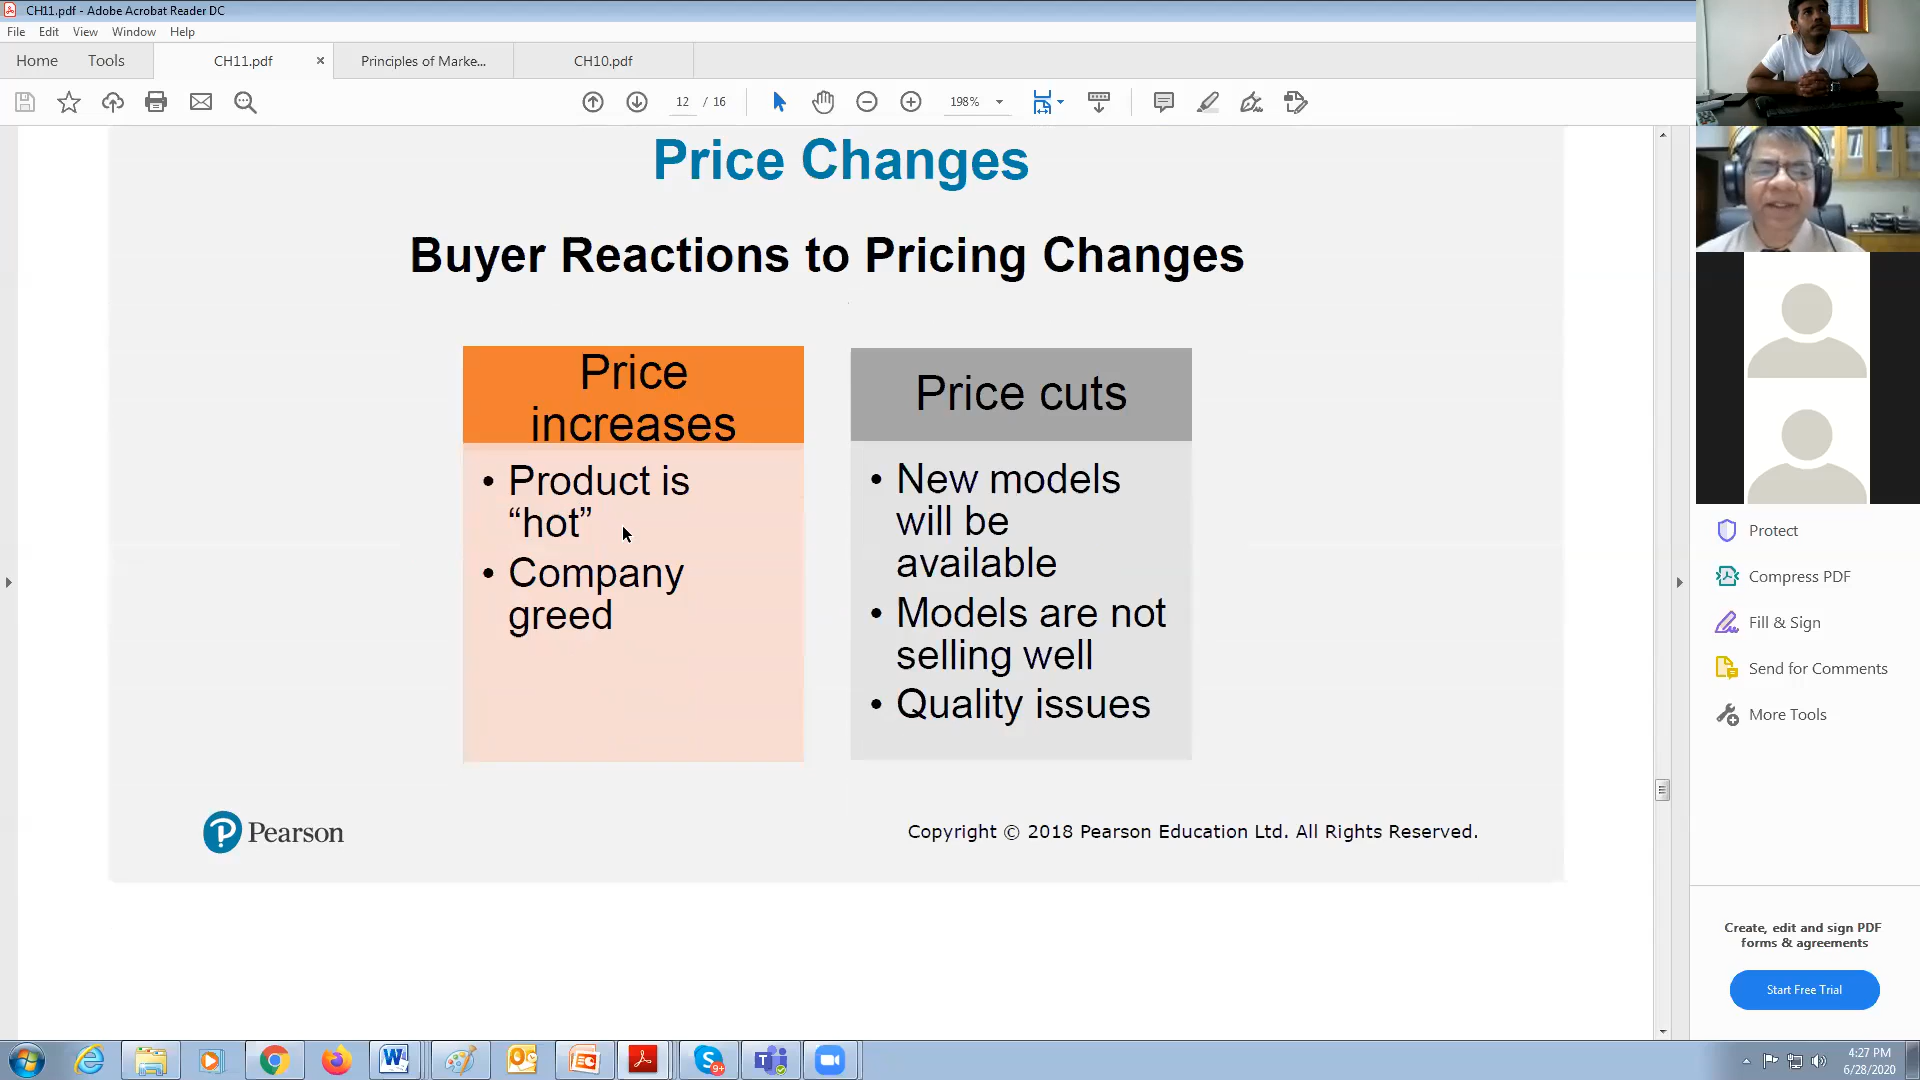 CH11.pdf - Adobe Acrobat Reader DC
File Edit View Window Help
Home Tools CH11.pdf × Principles of Marke... CH10.pdf
12 / 16 198%
Price Changes
Buyer Reactions to Pricing Changes
Price
increases
• Product is
“hot”
• Company
greed
Price cuts
• New models
will be
available
• Models are not
selling well
• Quality issues
Pearson
Copyright © 2018 Pearson Education Ltd. All Rights Reserved.
Protect
Compress PDF
Fill & Sign
Send for Comments
More Tools
Create, edit and sign PDF
forms & agreements
Start Free Trial
9+
4:27 PM
6/28/2020